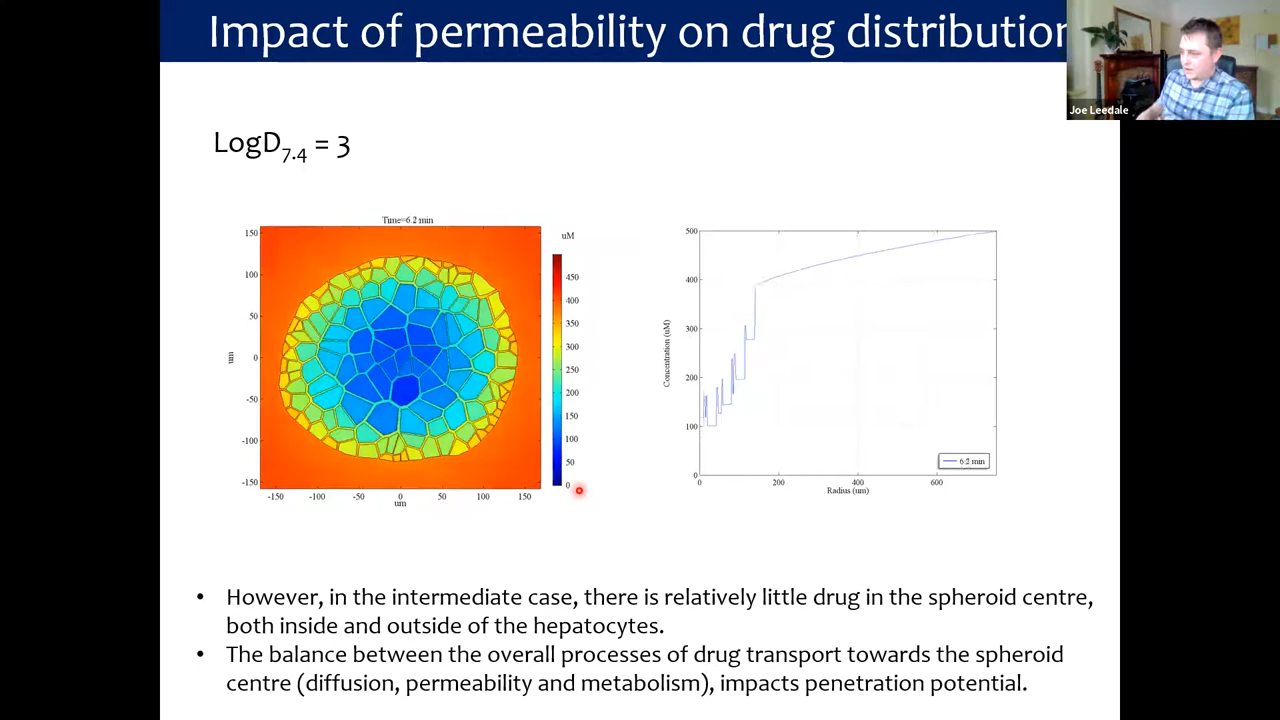 Impact of permeability on drug distribution
Joe Leedale
LogD7.4 = 3
Time=6.2 min
uM
150
100
50
0
-50
-100
-150
um
-150
-100
-50
0
50
100
150
um
450
400
350
300
250
200
150
100
50
0
500
400
300
200
100
0
Concentration (uM)
0
200
400
600
Radius (um)
6.2 min
• However, in the intermediate case, there is relatively little drug in the spheroid centre,
both inside and outside of the hepatocytes.
• The balance between the overall processes of drug transport towards the spheroid
centre (diffusion, permeability and metabolism), impacts penetration potential.